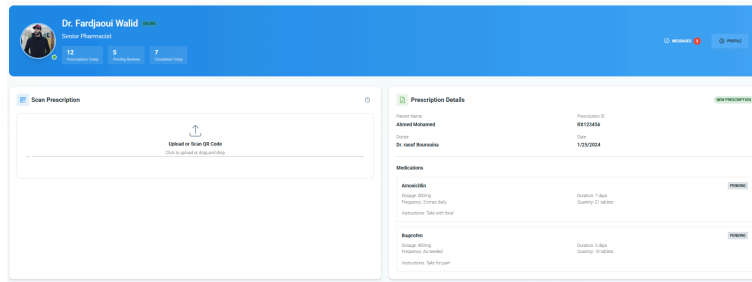 Dr. Fardjaoui Walid ONLINE
Senior Pharmacist
12
Prescriptions Today
5
Pending Reviews
7
Completed Today
MESSAGES 3
PROFILE
Scan Prescription
Upload or Scan QR Code
Click to upload or drag and drop
Prescription Details
NEW PRESCRIPTION
Patient Name
Ahmed Mohamed
Prescription ID
RX123456
Doctor
Dr. raouf Boumuina
Date
1/25/2024
Medications
Amoxicillin
PENDING
Dosage: 500mg
Duration: 7 days
Frequency: 3 times daily
Quantity: 21 tablets
Instructions: Take with food
Ibuprofen
PENDING
Dosage: 400mg
Duration: 5 days
Frequency: As needed
Quantity: 10 tablets
Instructions: Take for pain